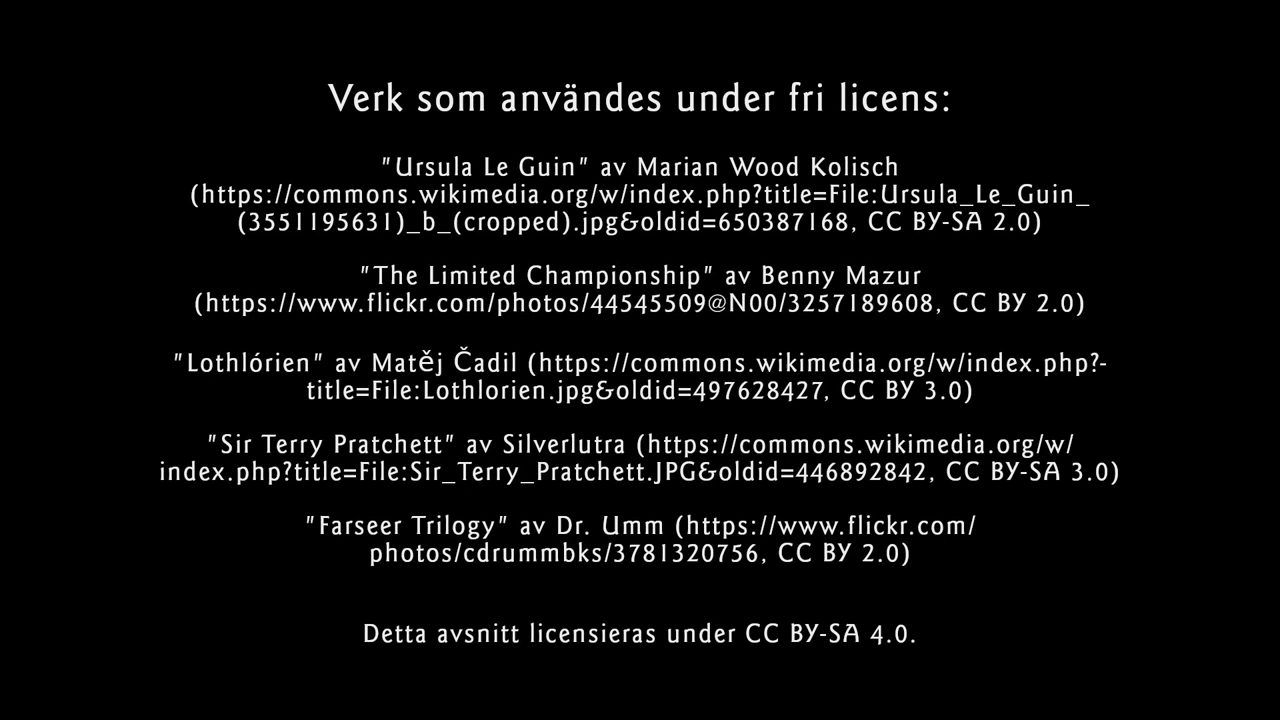 Verk som användes under fri licens:
"Ursula Le Guin" av Marian Wood Kolisch
(https://commons.wikimedia.org/w/index.php?title=File:Ursula_Le_Guin_
(3551195631)_b_(cropped).jpg&oldid=650387168, CC BY-SA 2.0)
"The Limited Championship" av Benny Mazur
(https://www.flickr.com/photos/44545509@N00/3257189608, CC BY 2.0)
"Lothlórien" av Matěj Čadil (https://commons.wikimedia.org/w/index.php?-
title=File:Lothlorien.jpg&oldid=497628427, CC BY 3.0)
"Sir Terry Pratchett" av Silverlutra (https://commons.wikimedia.org/w/
index.php?title=File:Sir_Terry_Pratchett.JPG&oldid=446892842, CC BY-SA 3.0)
"Farseer Trilogy" av Dr. Umm (https://www.flickr.com/
photos/cdrummbks/3781320756, CC BY 2.0)
Detta avsnitt licensieras under CC BY-SA 4.0.